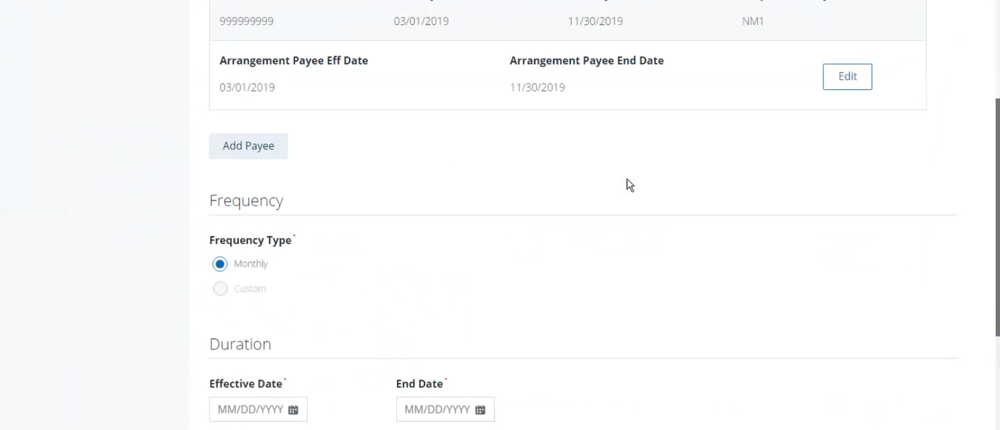 999999999 03/01/2019 11/30/2019 NM1
Arrangement Payee Eff Date Arrangement Payee End Date
Edit
03/01/2019 11/30/2019
Add Payee
Frequency
Frequency Type*
Monthly
Custom
Duration
Effective Date* End Date*
MM/DD/YYYY MM/DD/YYYY